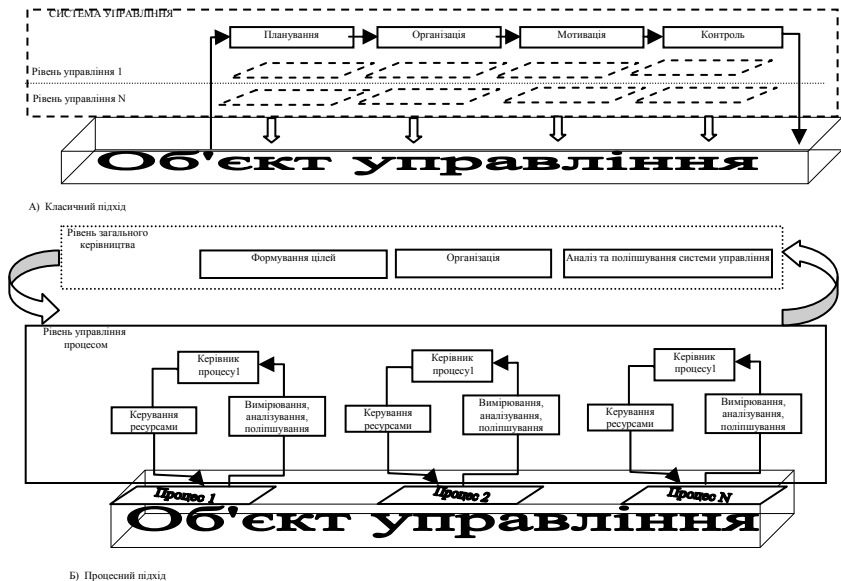 СИСТЕМА УПРАВЛІННЯ
Планування
Організація
Мотивація
Контроль
Рівень управління 1
Рівень управління N
Об'єкт управління
А) Класичний підхід
Рівень загального
керівництва
Формування цілей
Організація
Аналіз та поліпшування системи управління
Рівень управління
процесом
Керівник
процесу1
Керівник
процесу1
Керівник
процесу1
Керування
ресурсами
Вимірювання,
аналізування,
поліпшування
Керування
ресурсами
Вимірювання,
аналізування,
поліпшування
Керування
ресурсами
Вимірювання,
аналізування,
поліпшування
Процес 1
Процес 2
Процес N
Об'єкт управління
Б) Процесний підхід